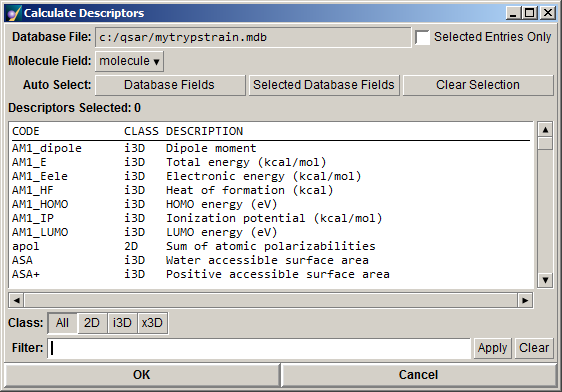 Calculate Descriptors
Database File: c:/qsar/mytrypstrain.mdb Selected Entries Only
Molecule Field: molecule
Auto Select: Database Fields Selected Database Fields Clear Selection
Descriptors Selected: 0
CODE CLASS DESCRIPTION
AM1_dipole i3D Dipole moment
AM1_E i3D Total energy (kcal/mol)
AM1_Eele i3D Electronic energy (kcal/mol)
AM1_HF i3D Heat of formation (kcal)
AM1_HOMO i3D HOMO energy (eV)
AM1_IP i3D Ionization potential (kcal/mol)
AM1_LUMO i3D LUMO energy (eV)
apol 2D Sum of atomic polarizabilities
ASA i3D Water accessible surface area
ASA+ i3D Positive accessible surface area
Class: All 2D i3D x3D
Filter: Apply Clear
OK Cancel